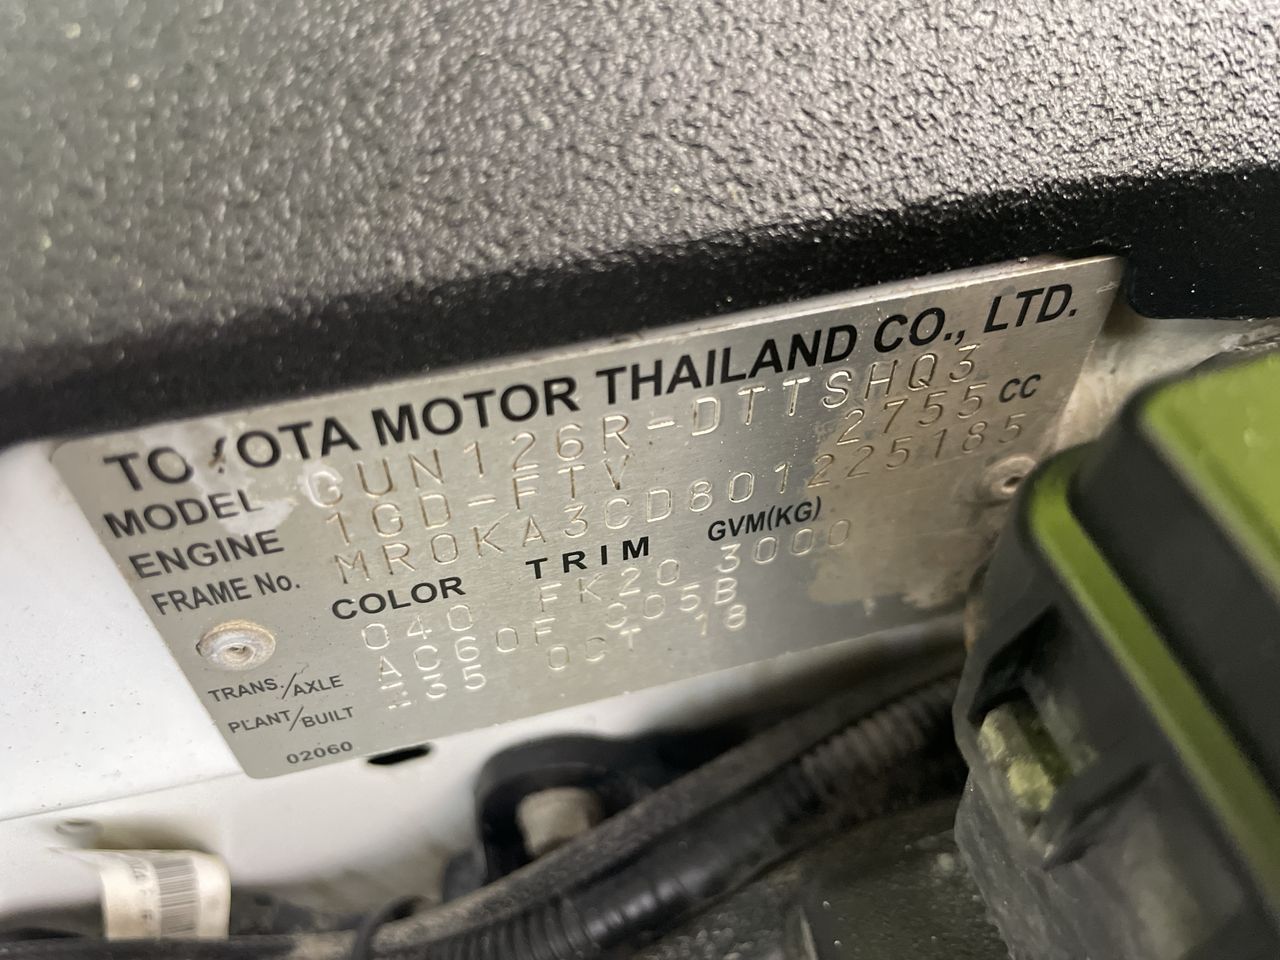 TOYOTA MOTOR THAILAND CO., LTD.
MODEL GUN126R-DTTSHQ3
ENGINE 1GD-FTV 2755 CC
FRAME No. MR0KA3CD801225185
COLOR TRIM GVM(KG)
040 FK20 3000
TRANS./AXLE AC60F C05B
PLANT/BUILT 335 OCT 18
02060